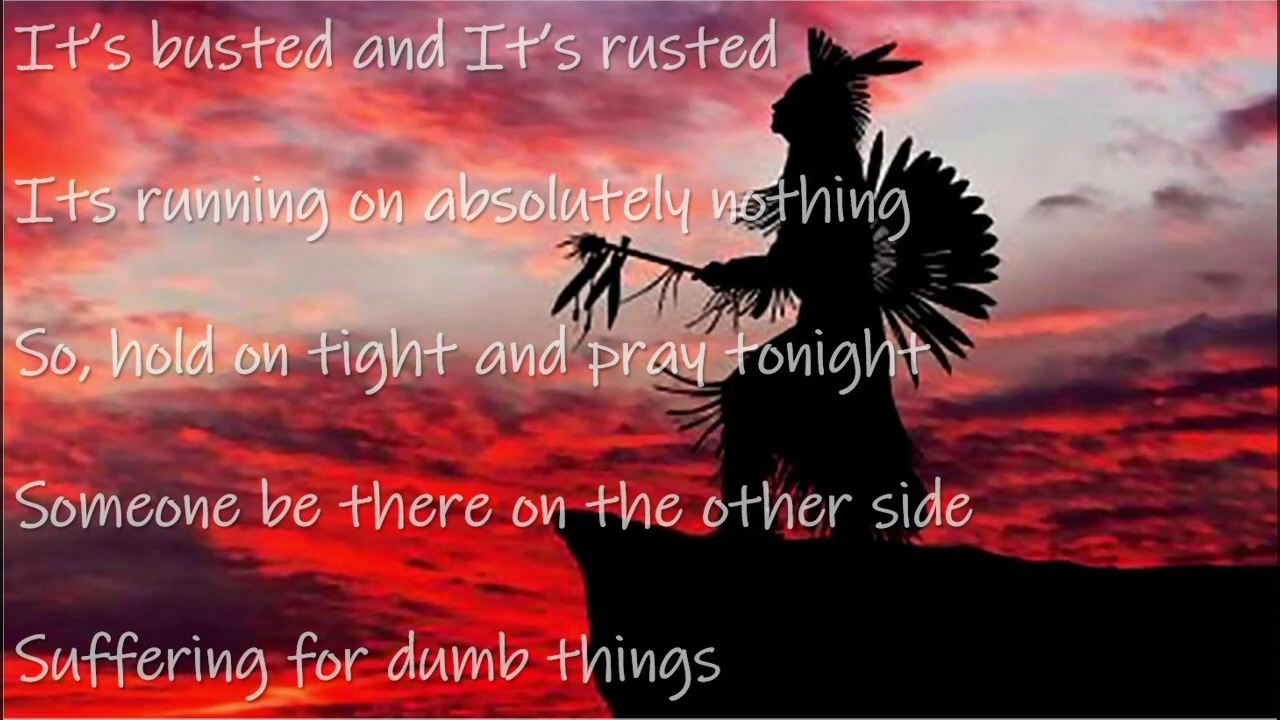 It's busted and It's rusted
Its running on absolutely nothing
So, hold on tight and pray tonight
Someone be there on the other side
Suffering for dumb things